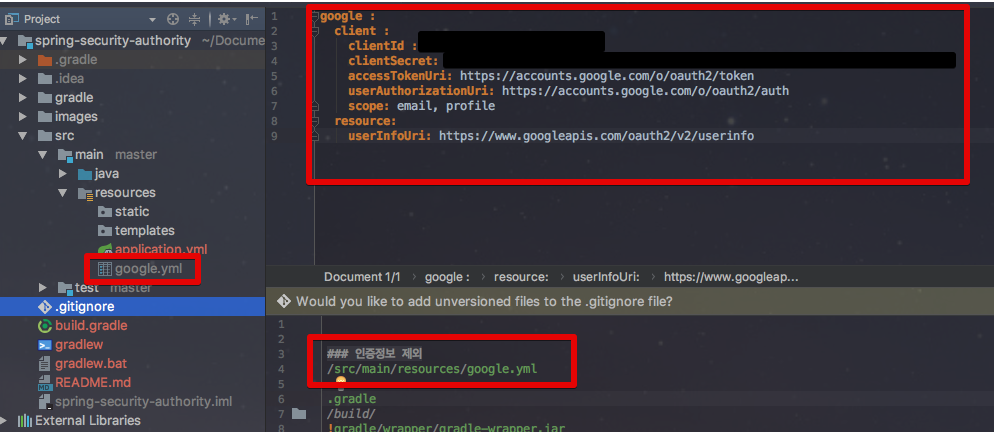 Project
spring-security-authority ~/Docume
.gradle
.idea
gradle
images
src
main master
java
resources
static
templates
application.yml
google.yml
test master
.gitignore
build.gradle
gradlew
gradlew.bat
README.md
spring-security-authority.iml
External Libraries
1 google :
2 client :
3 clientId :
4 clientSecret:
5 accessTokenUri: https://accounts.google.com/o/oauth2/token
6 userAuthorizationUri: https://accounts.google.com/o/oauth2/auth
7 scope: email, profile
8 resource:
9 userInfoUri: https://www.googleapis.com/oauth2/v2/userinfo
Document 1/1 google : resource: userInfoUri: https://www.googleap...
Would you like to add unversioned files to the .gitignore file?
1
2
3 ### 인증정보 제외
4 /src/main/resources/google.yml
5
6 .gradle
7 /build/
8 !gradle/wrapper/gradle-wrapper.jar